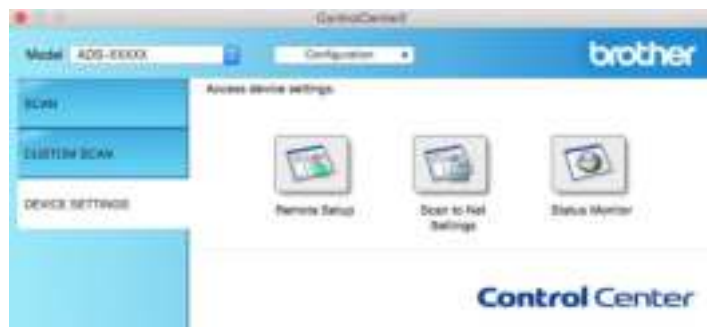 ControlCenter2
Model ADS-XXXXX Configuration brother
SCAN
Access device settings.
CUSTOM SCAN
DEVICE SETTINGS
Remote Setup
Scan to Net
Settings
Status Monitor
Control Center